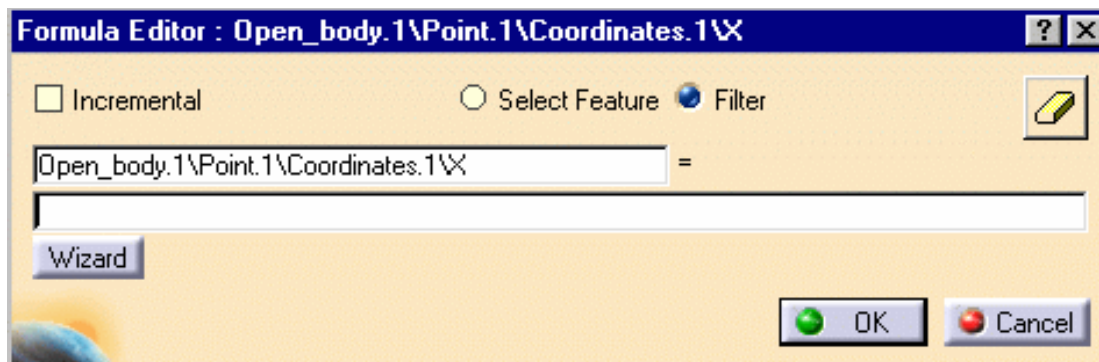 Formula Editor : Open_body.1\Point.1\Coordinates.1\X ? X
Incremental Select Feature Filter
Open_body.1\Point.1\Coordinates.1\X =
Wizard
OK Cancel